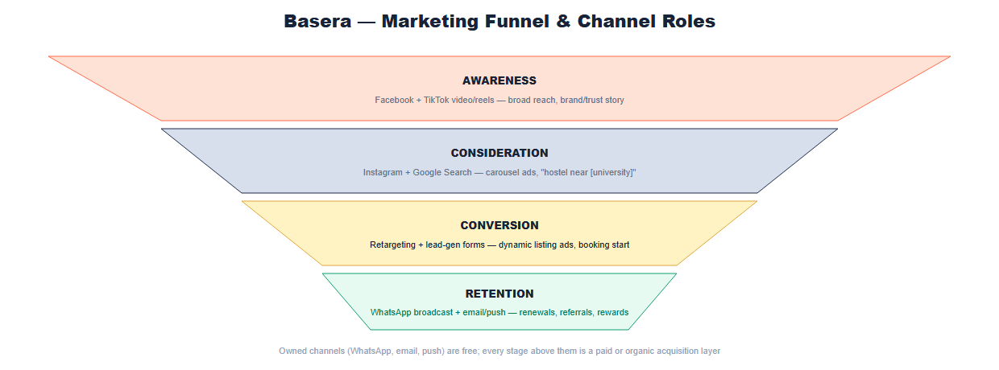 Basera — Marketing Funnel & Channel Roles
AWARENESS
Facebook + TikTok video/reels — broad reach, brand/trust story
CONSIDERATION
Instagram + Google Search — carousel ads, "hostel near [university]"
CONVERSION
Retargeting + lead-gen forms — dynamic listing ads, booking start
RETENTION
WhatsApp broadcast + email/push — renewals, referrals, rewards
Owned channels (WhatsApp, email, push) are free; every stage above them is a paid or organic acquisition layer